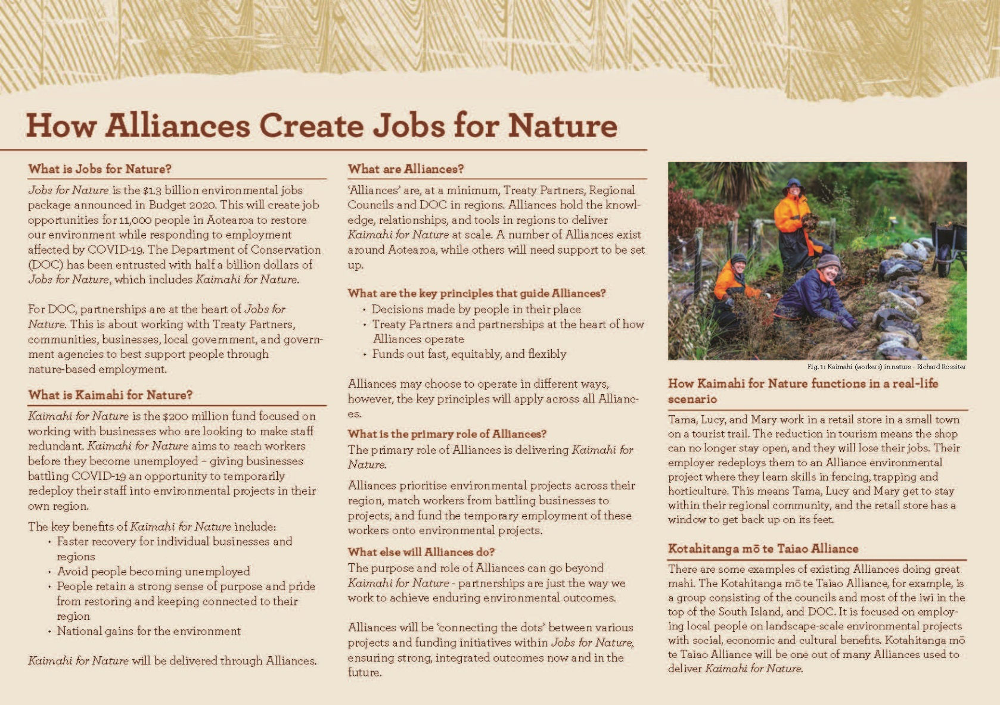 How Alliances Create Jobs for Nature
What is Jobs for Nature?
Jobs for Nature is the $1.3 billion environmental jobs
package announced in Budget 2020. This will create job
opportunities for 11,000 people in Aotearoa to restore
our environment while responding to employment
affected by COVID-19. The Department of Conservation
(DOC) has been entrusted with half a billion dollars of
Jobs for Nature, which includes Kaimahi for Nature.
For DOC, partnerships are at the heart of Jobs for
Nature. This is about working with Treaty Partners,
communities, businesses, local government, and govern-
ment agencies to best support people through
nature-based employment.
What is Kaimahi for Nature?
Kaimahi for Nature is the $200 million fund focused on
working with businesses who are looking to make staff
redundant. Kaimahi for Nature aims to reach workers
before they become unemployed – giving businesses
battling COVID-19 an opportunity to temporarily
redeploy their staff into environmental projects in their
own region.
The key benefits of Kaimahi for Nature include:
• Faster recovery for individual businesses and
regions
• Avoid people becoming unemployed
• People retain a strong sense of purpose and pride
from restoring and keeping connected to their
region
• National gains for the environment
Kaimahi for Nature will be delivered through Alliances.
What are Alliances?
‘Alliances’ are, at a minimum, Treaty Partners, Regional
Councils and DOC in regions. Alliances hold the knowl-
edge, relationships, and tools in regions to deliver
Kaimahi for Nature at scale. A number of Alliances exist
around Aotearoa, while others will need support to be set
up.
What are the key principles that guide Alliances?
• Decisions made by people in their place
• Treaty Partners and partnerships at the heart of how
Alliances operate
• Funds out fast, equitably, and flexibly
Alliances may choose to operate in different ways,
however, the key principles will apply across all Allianc-
es.
What is the primary role of Alliances?
The primary role of Alliances is delivering Kaimahi for
Nature.
Alliances prioritise environmental projects across their
region, match workers from battling businesses to
projects, and fund the temporary employment of these
workers onto environmental projects.
What else will Alliances do?
The purpose and role of Alliances can go beyond
Kaimahi for Nature - partnerships are just the way we
work to achieve enduring environmental outcomes.
Alliances will be ‘connecting the dots’ between various
projects and funding initiatives within Jobs for Nature,
ensuring strong, integrated outcomes now and in the
future.
Fig. 1: Kaimahi (workers) in nature - Richard Rossiter
How Kaimahi for Nature functions in a real-life
scenario
Tama, Lucy, and Mary work in a retail store in a small town
on a tourist trail. The reduction in tourism means the shop
can no longer stay open, and they will lose their jobs. Their
employer redeploys them to an Alliance environmental
project where they learn skills in fencing, trapping and
horticulture. This means Tama, Lucy and Mary get to stay
within their regional community, and the retail store has a
window to get back up on its feet.
Kotahitanga mō te Taiao Alliance
There are some examples of existing Alliances doing great
mahi. The Kotahitanga mō te Taiao Alliance, for example, is
a group consisting of the councils and most of the iwi in the
top of the South Island, and DOC. It is focused on employ-
ing local people on landscape-scale environmental projects
with social, economic and cultural benefits. Kotahitanga mō
te Taiao Alliance will be one out of many Alliances used to
deliver Kaimahi for Nature.